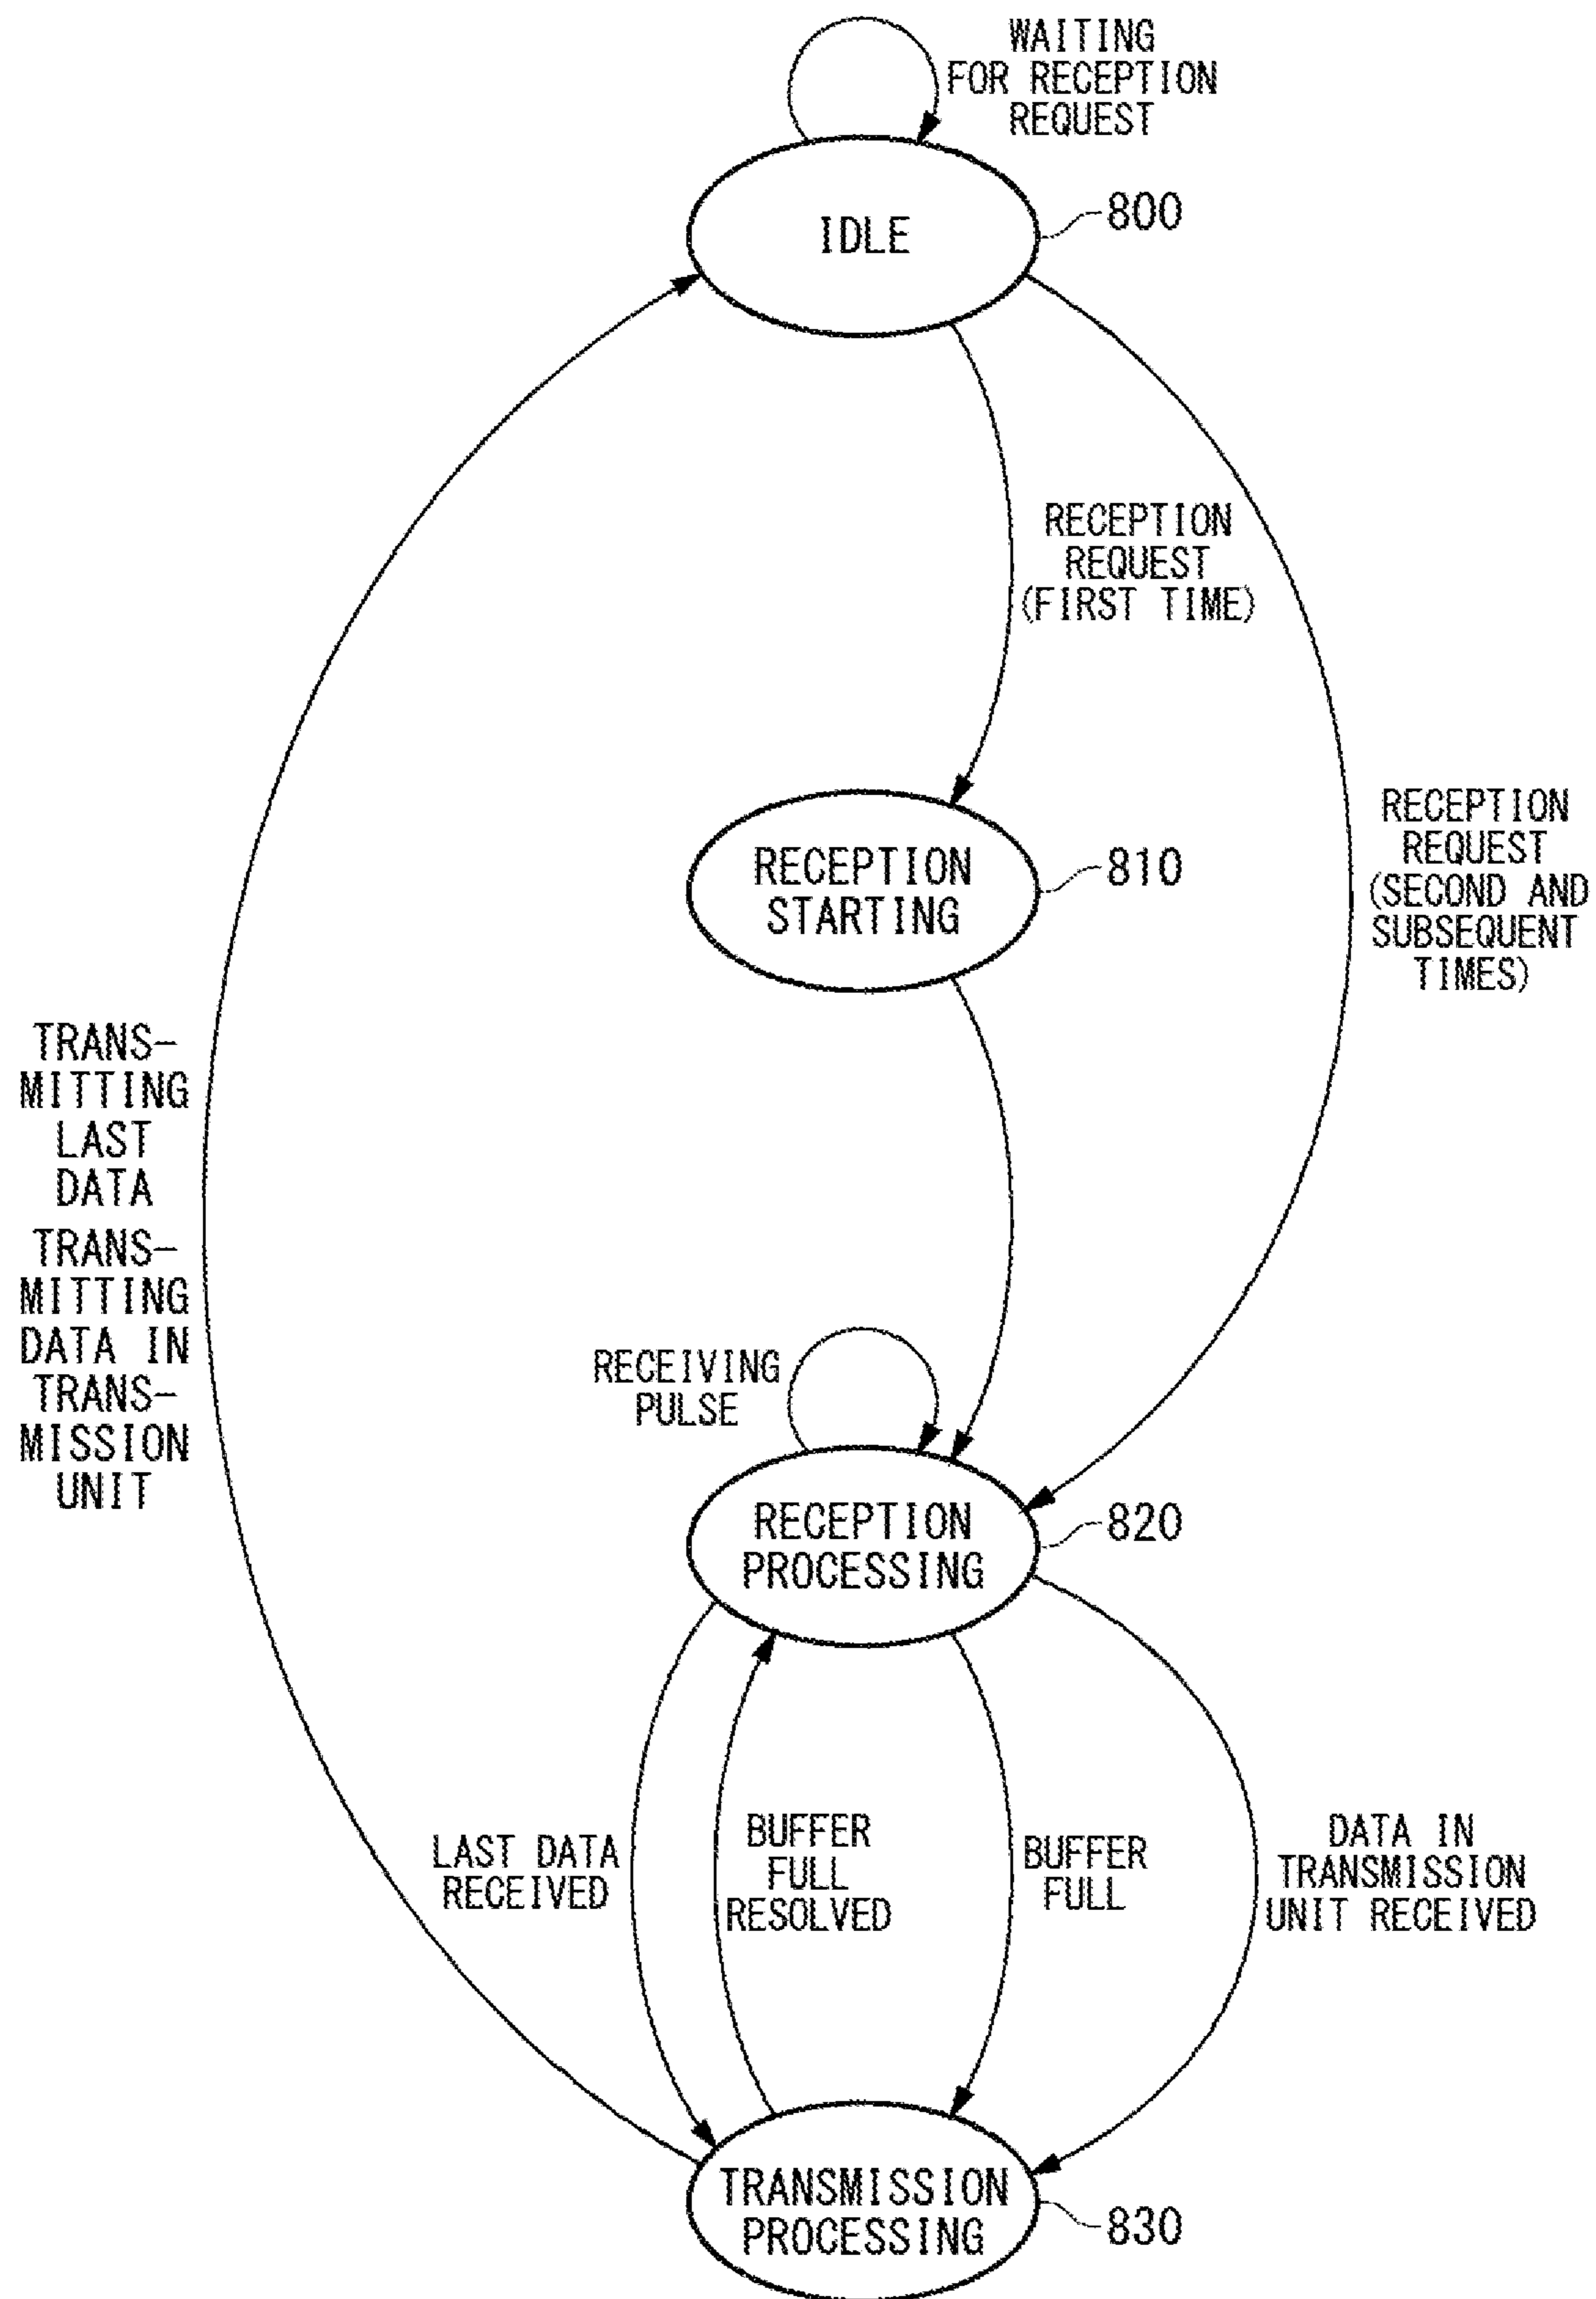 WAITING
FOR RECEPTION
REQUEST
IDLE
800
RECEPTION
REQUEST
(FIRST TIME)
RECEPTION
REQUEST
(SECOND AND
SUBSEQUENT
TIMES)
RECEPTION
STARTING
810
TRANS-
MITTING
LAST
DATA
TRANS-
MITTING
DATA IN
TRANS-
MISSION
UNIT
RECEIVING
PULSE
RECEPTION
PROCESSING
820
LAST DATA
RECEIVED
BUFFER
FULL
RESOLVED
BUFFER
FULL
DATA IN
TRANSMISSION
UNIT RECEIVED
TRANSMISSION
PROCESSING
830